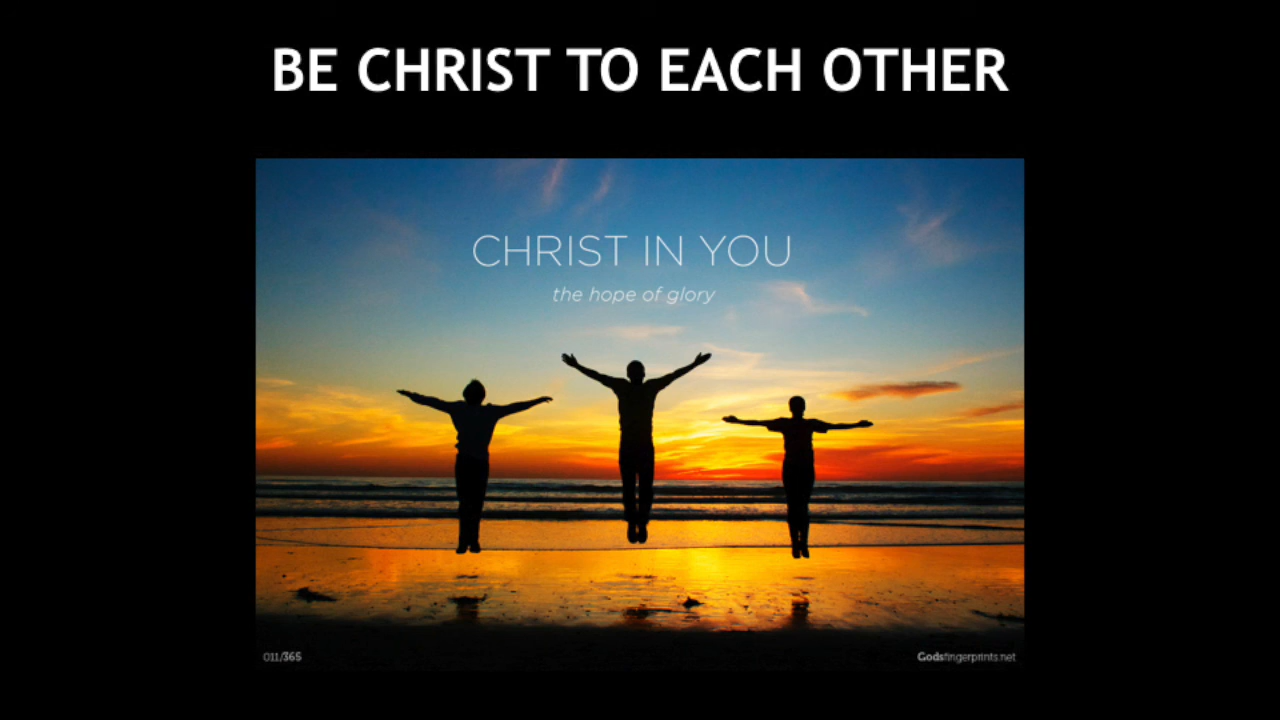 BE CHRIST TO EACH OTHER
CHRIST IN YOU
the hope of glory
011/365
Godsfingerprints.net